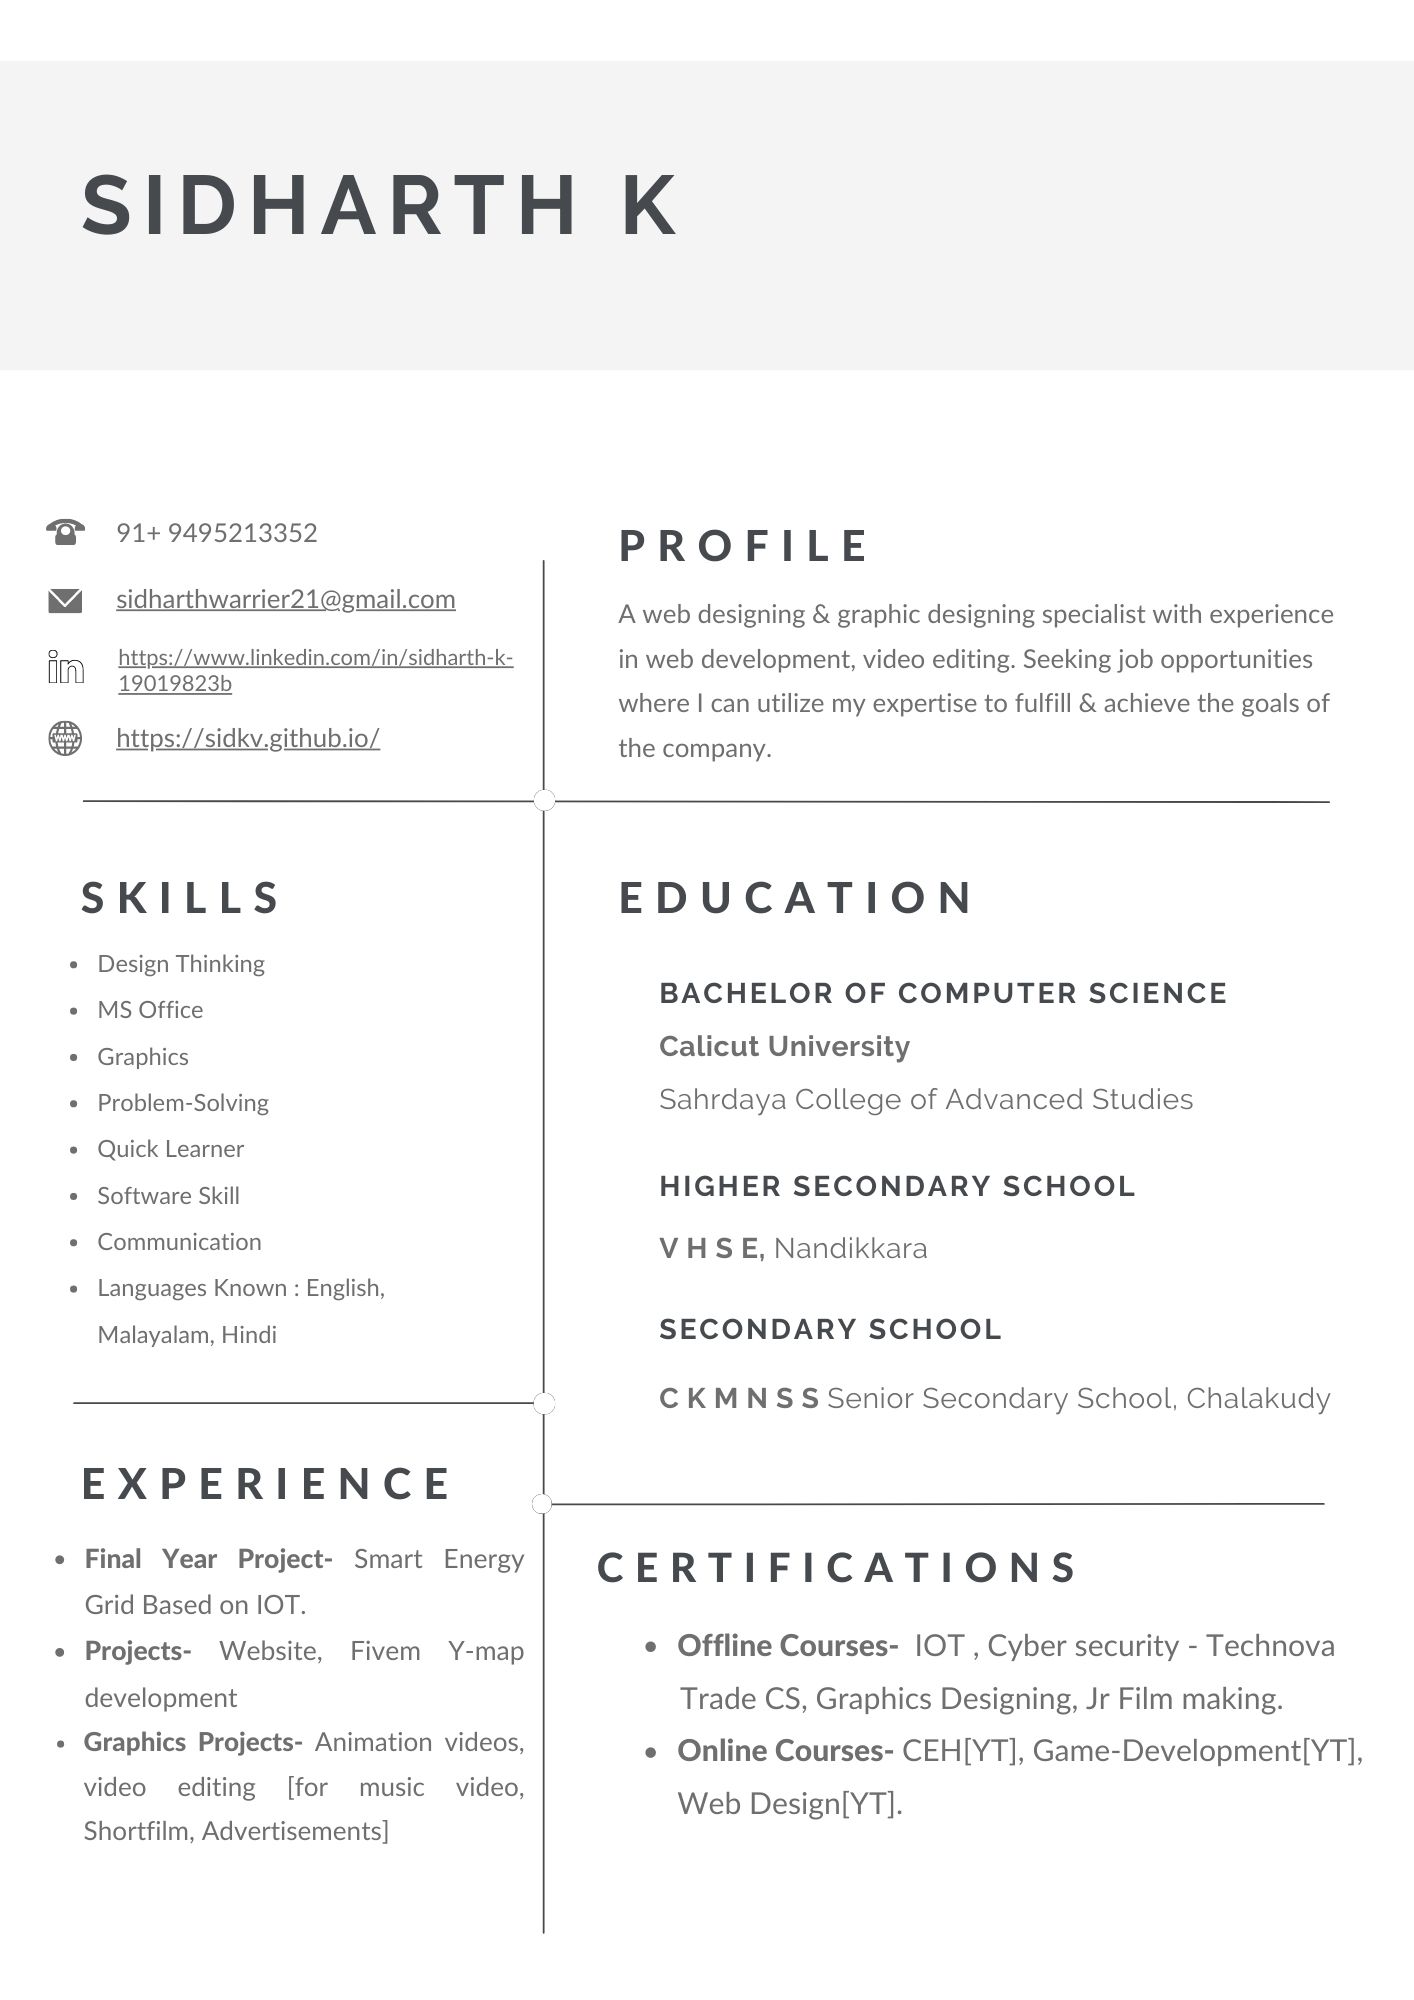 SIDHARTH K
91+ 9495213352
sidharthwarrier21@gmail.com
https://www.linkedin.com/in/sidharth-k-
19019823b
https://sidkv.github.io/
PROFILE
A web designing & graphic designing specialist with experience
in web development, video editing. Seeking job opportunities
where I can utilize my expertise to fulfill & achieve the goals of
the company.
SKILLS
• Design Thinking
• MS Office
• Graphics
• Problem-Solving
• Quick Learner
• Software Skill
• Communication
• Languages Known : English,
Malayalam, Hindi
EDUCATION
BACHELOR OF COMPUTER SCIENCE
Calicut University
Sahrdaya College of Advanced Studies
HIGHER SECONDARY SCHOOL
V H S E, Nandikkara
SECONDARY SCHOOL
C K M N S S Senior Secondary School, Chalakudy
EXPERIENCE
• Final Year Project- Smart Energy
Grid Based on IOT.
• Projects- Website, Fivem Y-map
development
• Graphics Projects- Animation videos,
video editing [for music video,
Shortfilm, Advertisements]
CERTIFICATIONS
• Offline Courses- IOT , Cyber security - Technova
Trade CS, Graphics Designing, Jr Film making.
• Online Courses- CEH[YT], Game-Development[YT],
Web Design[YT].